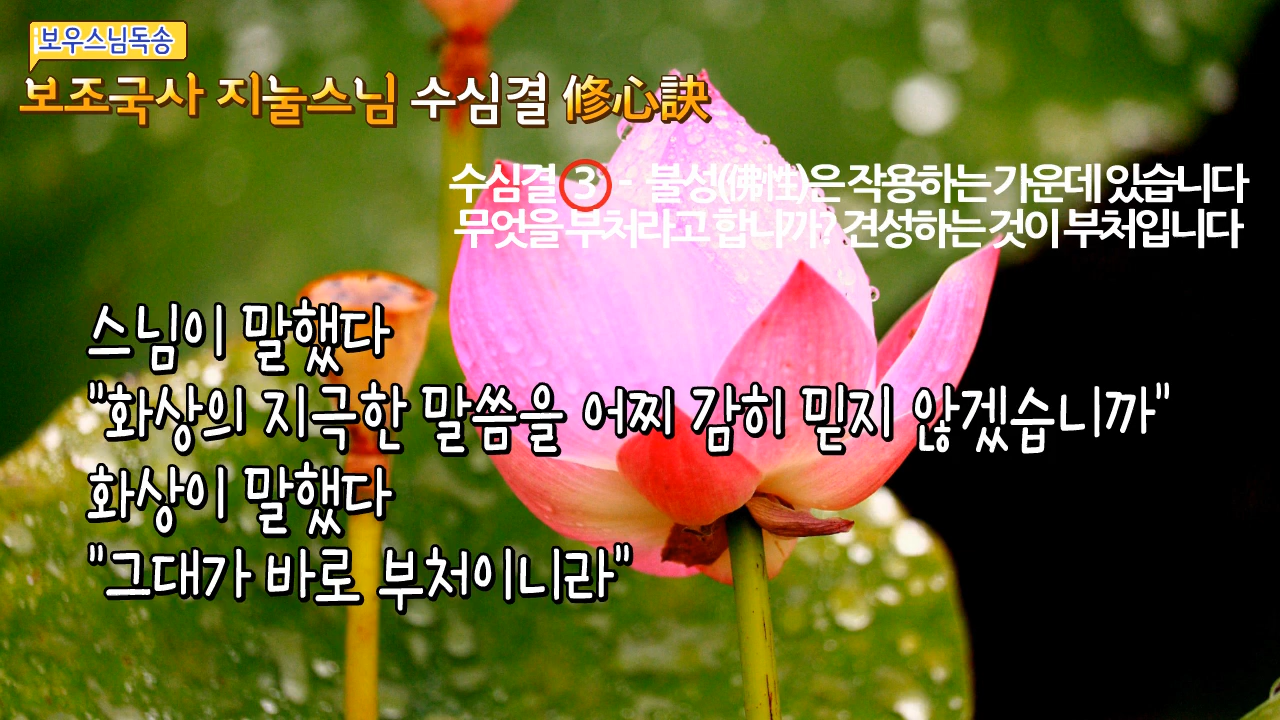 보우스님독송
보조국사 지눌스님 수심결 修心訣
수심결 3 - 불성(佛性)은 작용하는 가운데 있습니다
무엇을 부처라고 합니까? 견성하는 것이 부처입니다
스님이 말했다
"화상의 지극한 말씀을 어찌 감히 믿지 않겠습니까"
화상이 말했다
"그대가 바로 부처이니라"